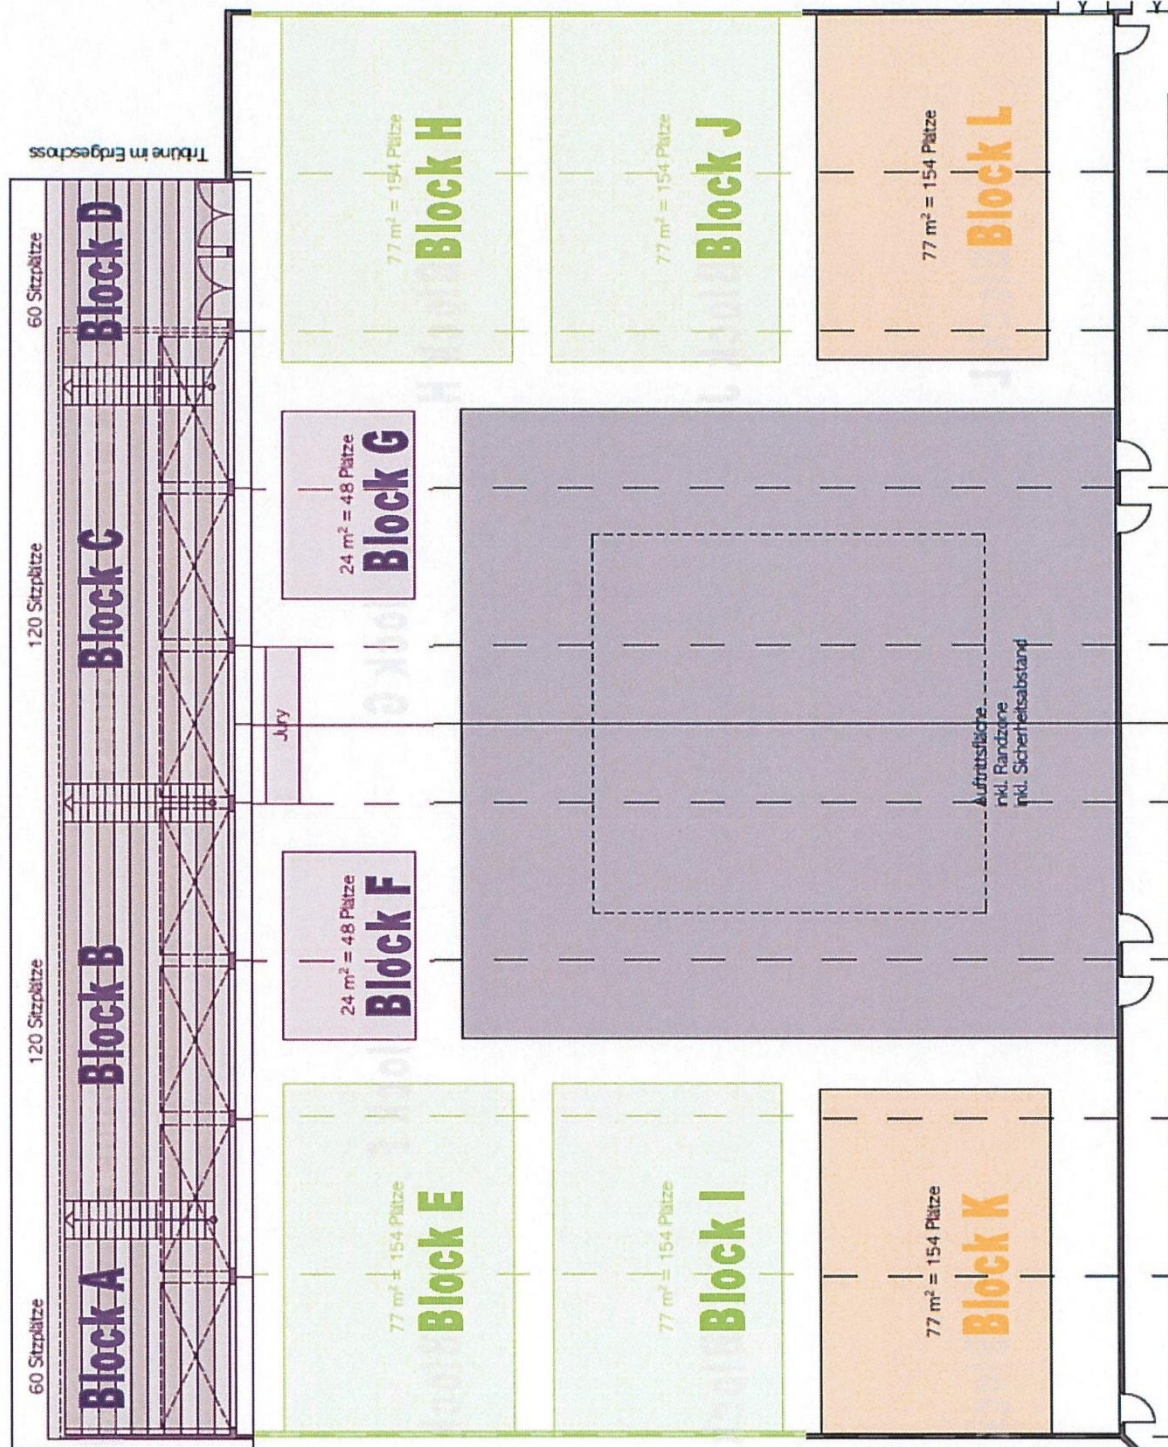 Tribüne im Erdgeschoss
60 Sitzplätze
120 Sitzplätze
120 Sitzplätze
60 Sitzplätze
Block A
Block B
Block C
Block D
77 m² = 154 Plätze
Block E
24 m² = 48 Plätze
Block F
Jury
24 m² = 48 Plätze
Block G
77 m² = 154 Plätze
Block H
77 m² = 154 Plätze
Block I
77 m² = 154 Plätze
Block J
77 m² = 154 Plätze
Block K
Auftrittsfläche
inkl. Randzone
inkl. Sicherheitsabstand
77 m² = 154 Plätze
Block L